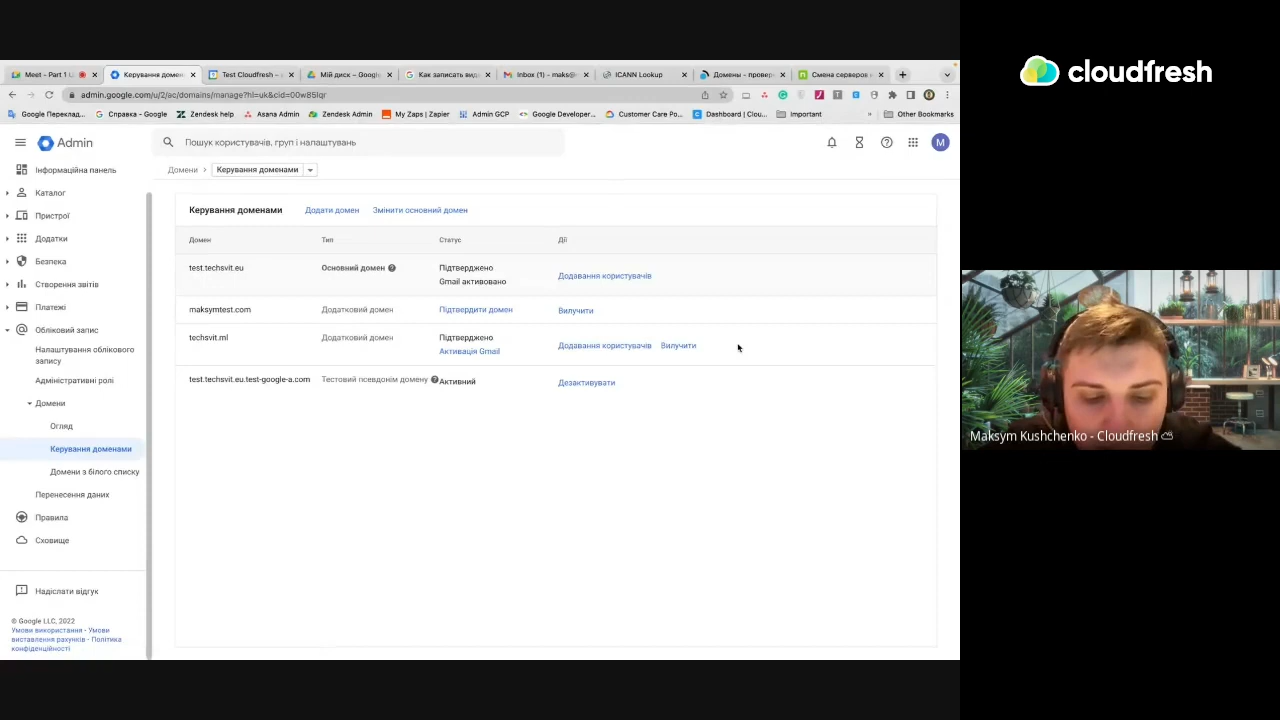 cloudfresh
Meet - Part 1 U
Керування домен
Test Cloudfresh -
Мій диск – Google
Как записать вид
Inbox (1) - maks@
ICANN Lookup
Домены - провер
Смена серверов
admin.google.com/u/2/ac/domains/manage?hl=uk&cid=00w85lqr
Google Переклад...
Справка - Google
Zendesk help
Asana Admin
Zendesk Admin
My Zaps | Zapier
Admin GCP
Google Developer...
Customer Care Po...
Dashboard | Clou...
Important
»
Other Bookmarks
Admin
Пошук користувачів, груп і налаштувань
M
Домени
Керування доменами
Інформаційна панель
Каталог
Пристрої
Додатки
Безпека
Створення звітів
Платежі
Обліковий запис
Налаштування облікового
запису
Адміністративні ролі
Домени
Огляд
Керування доменами
Домени з білого списку
Перенесення даних
Правила
Сховище
Надіслати відгук
© Google LLC, 2022
Умови використання - Умови
виставлення рахунків - Політика
конфіденційності
Керування доменами Додати домен Змінити основний домен
Домен Тип Статус Дії
test.techsvit.eu Основний домен Підтверджено
Gmail активовано
Додавання користувачів
maksymtest.com Додатковий домен Підтвердити домен Вилучити
techsvit.ml Додатковий домен Підтверджено
Активація Gmail
Додавання користувачів Вилучити
test.techsvit.eu.test-google-a.com Тестовий псевдонім домену Активний Дезактивувати
Maksym Kushchenko - Cloudfresh